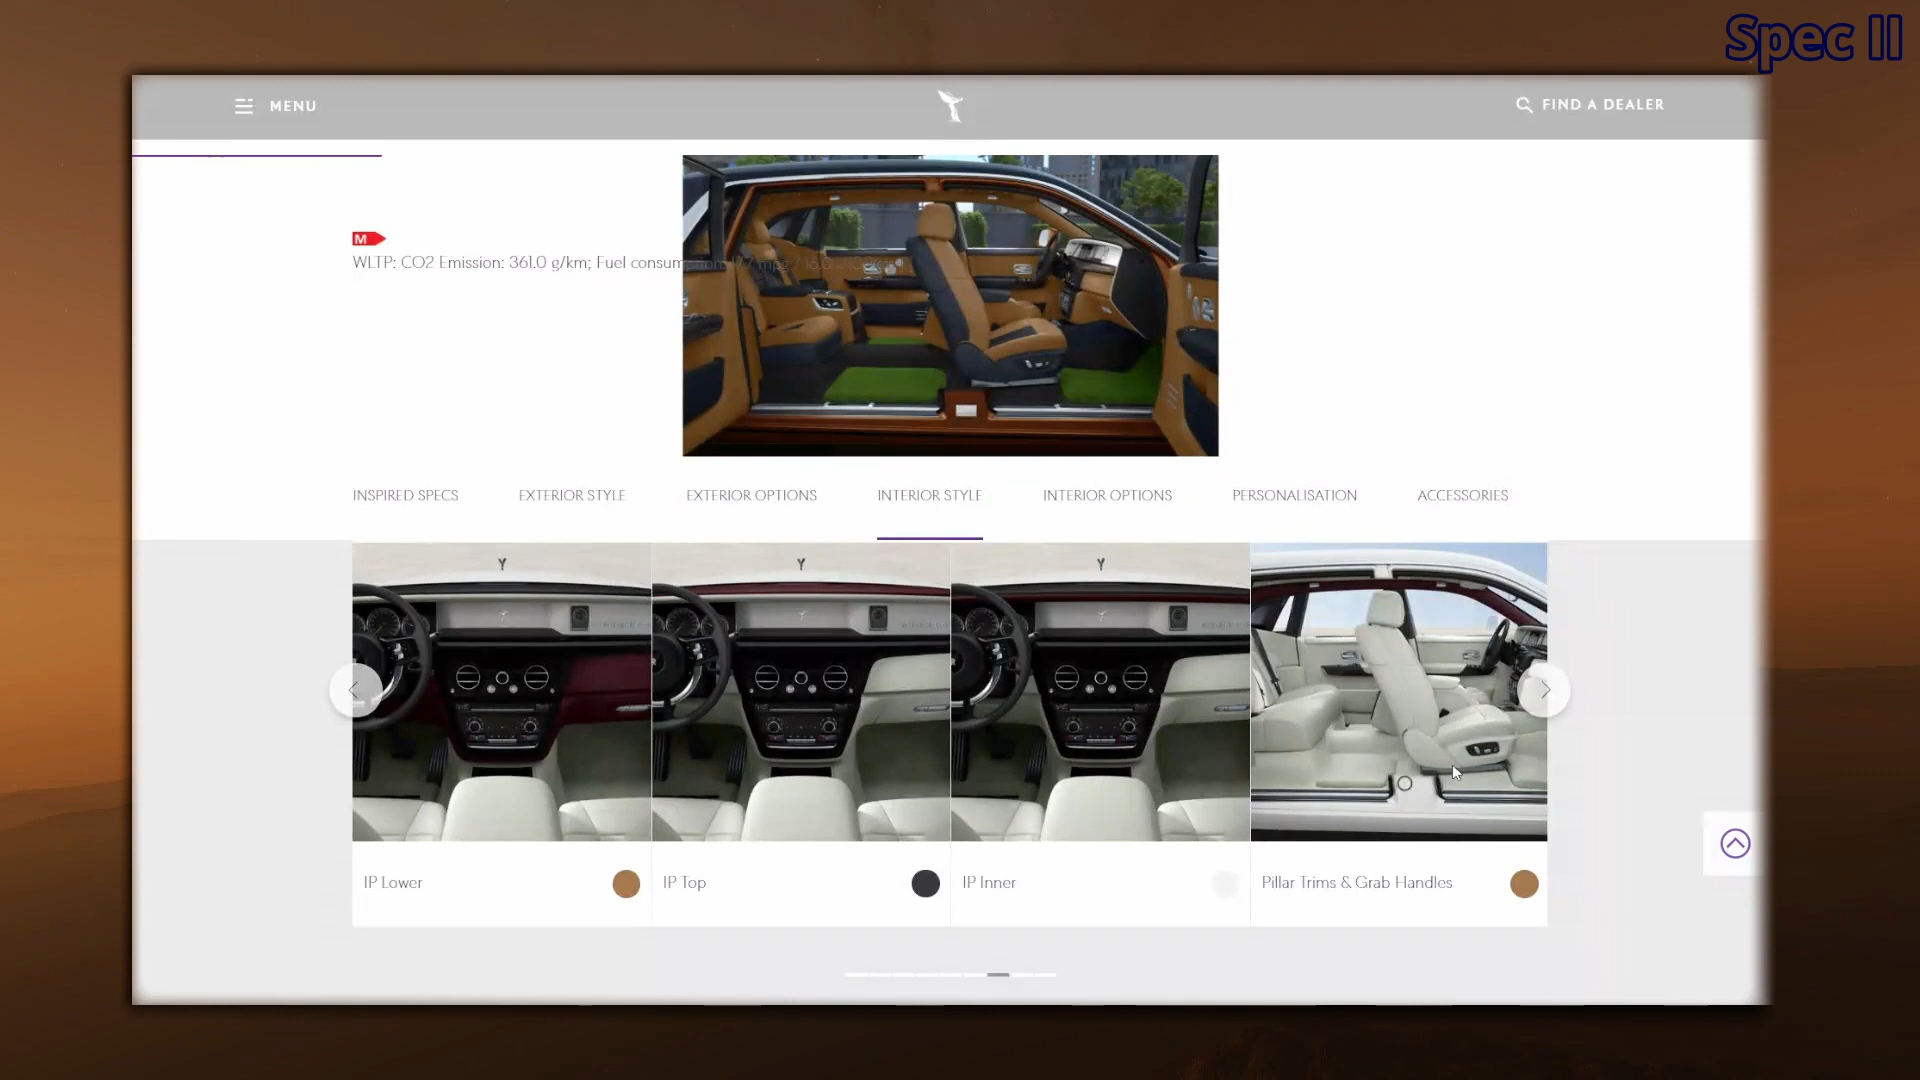 Spec II
MENU
FIND A DEALER
M
WLTP: CO2 Emission: 361.0 g/km; Fuel consumption:
INSPIRED SPECS
EXTERIOR STYLE
EXTERIOR OPTIONS
INTERIOR STYLE
INTERIOR OPTIONS
PERSONALISATION
ACCESSORIES
IP Lower
IP Top
IP Inner
Pillar Trims & Grab Handles